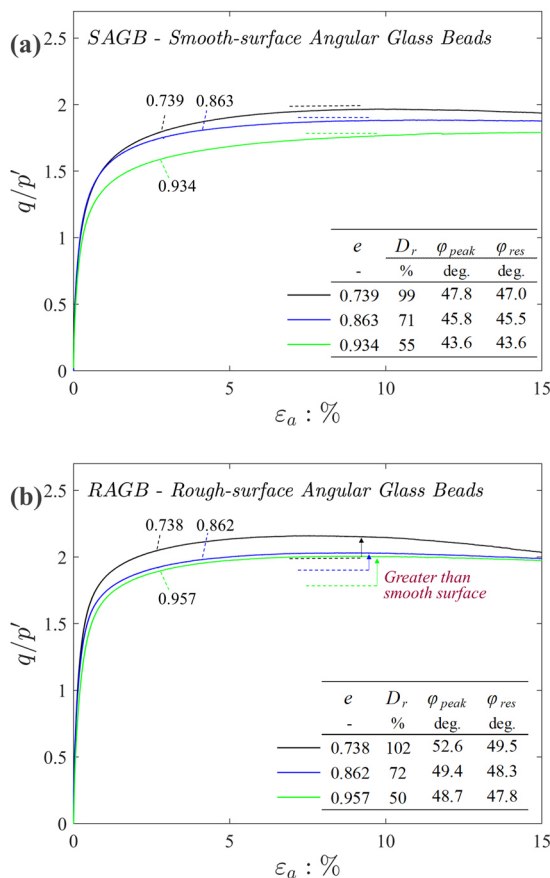 (a)
SAGB - Smooth-surface Angular Glass Beads
2.5
2
1.5
1
0.5
0
q/p′
0.739
0.863
0.934
e D_r φ_peak φ_res
- % deg. deg.
0.739 99 47.8 47.0
0.863 71 45.8 45.5
0.934 55 43.6 43.6
0 5 10 15
ε_a : %
(b)
RAGB - Rough-surface Angular Glass Beads
2.5
2
1.5
1
0.5
0
q/p′
0.738
0.862
0.957
Greater than
smooth surface
e D_r φ_peak φ_res
- % deg. deg.
0.738 102 52.6 49.5
0.862 72 49.4 48.3
0.957 50 48.7 47.8
0 5 10 15
ε_a : %